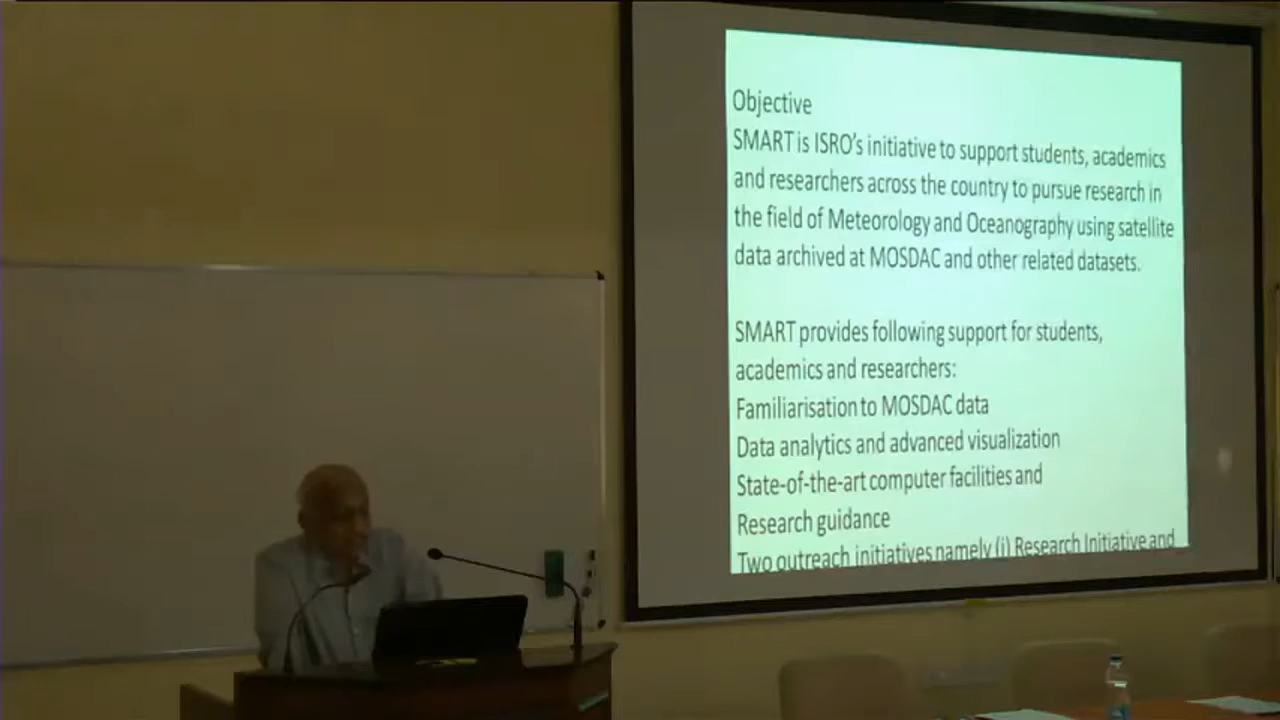 Objective
SMART is ISRO's initiative to support students, academics
and researchers across the country to pursue research in
the field of Meteorology and Oceanography using satellite
data archived at MOSDAC and other related datasets.
SMART provides following support for students,
academics and researchers:
Familiarisation to MOSDAC data
Data analytics and advanced visualization
State-of-the-art computer facilities and
Research guidance
Two outreach initiatives namely (i) Research Initiative and